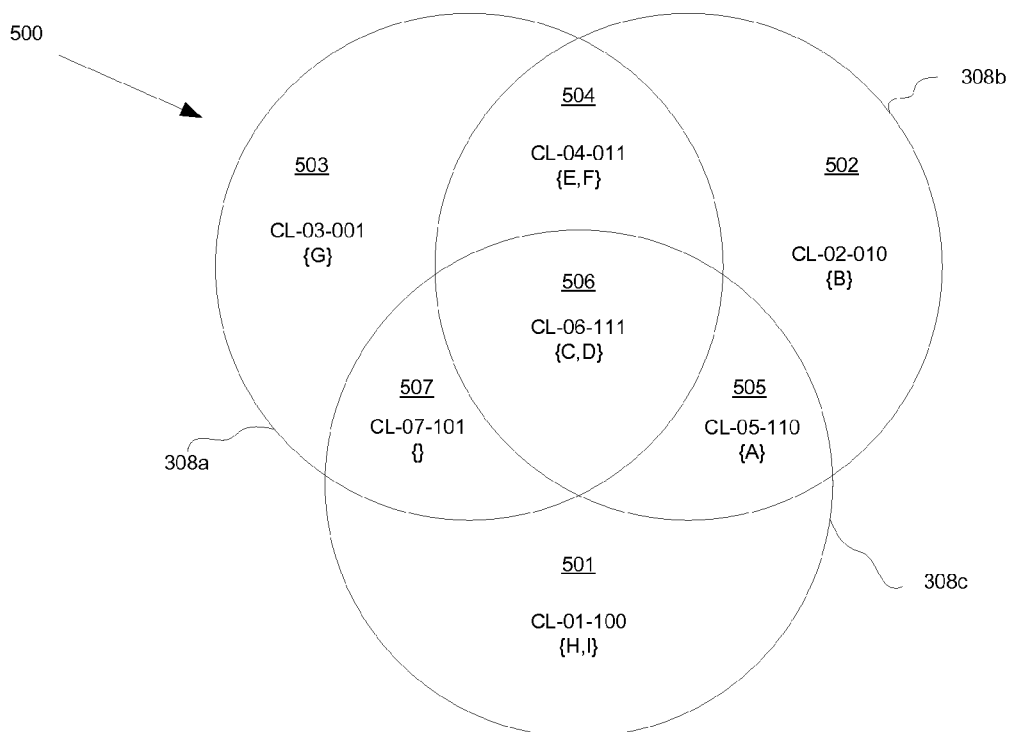 500
308b
504
CL-04-011
{E,F}
503
CL-03-001
{G}
502
CL-02-010
{B}
506
CL-06-111
{C,D}
507
CL-07-101
{}
505
CL-05-110
{A}
308a
308c
501
CL-01-100
{H,I}